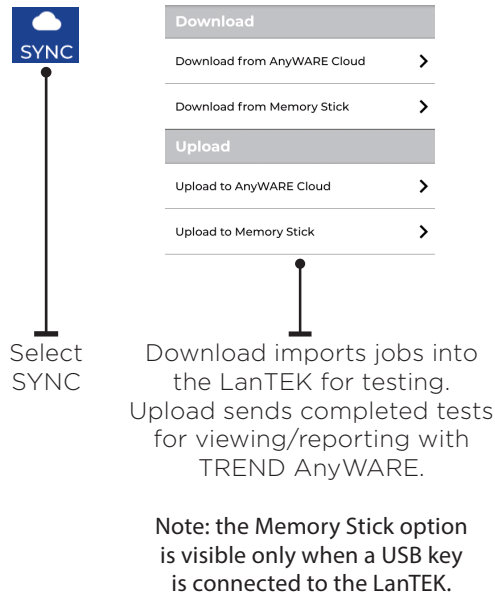 SYNC
Download
Download from AnyWARE Cloud
Download from Memory Stick
Upload
Upload to AnyWARE Cloud
Upload to Memory Stick
Select
SYNC
Download imports jobs into
the LanTEK for testing.
Upload sends completed tests
for viewing/reporting with
TREND AnyWARE.
Note: the Memory Stick option
is visible only when a USB key
is connected to the LanTEK.